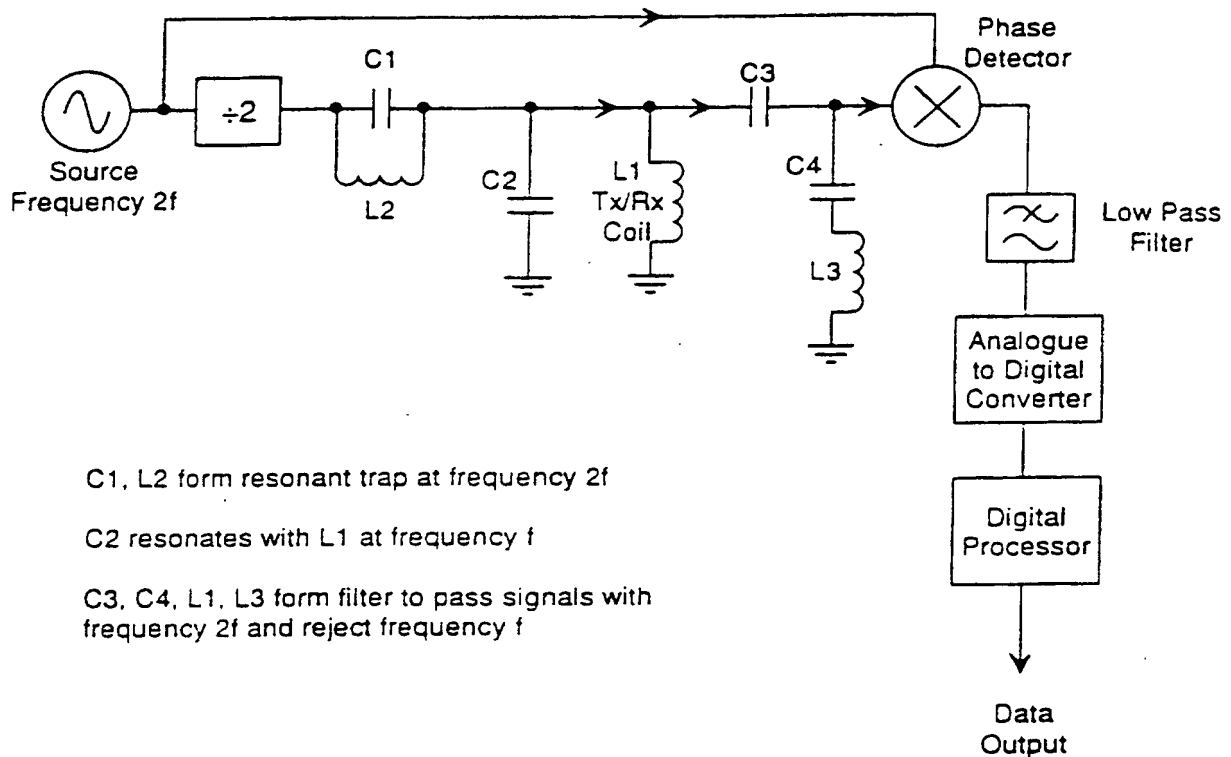 Phase
Detector
C1
C3
÷2
C4
C2
L1
Tx/Rx
Coil
Source
Frequency 2f
L2
L3
Low Pass
Filter
Analogue
to Digital
Converter
C1, L2 form resonant trap at frequency 2f
C2 resonates with L1 at frequency f
C3, C4, L1, L3 form filter to pass signals with
frequency 2f and reject frequency f
Digital
Processor
Data
Output